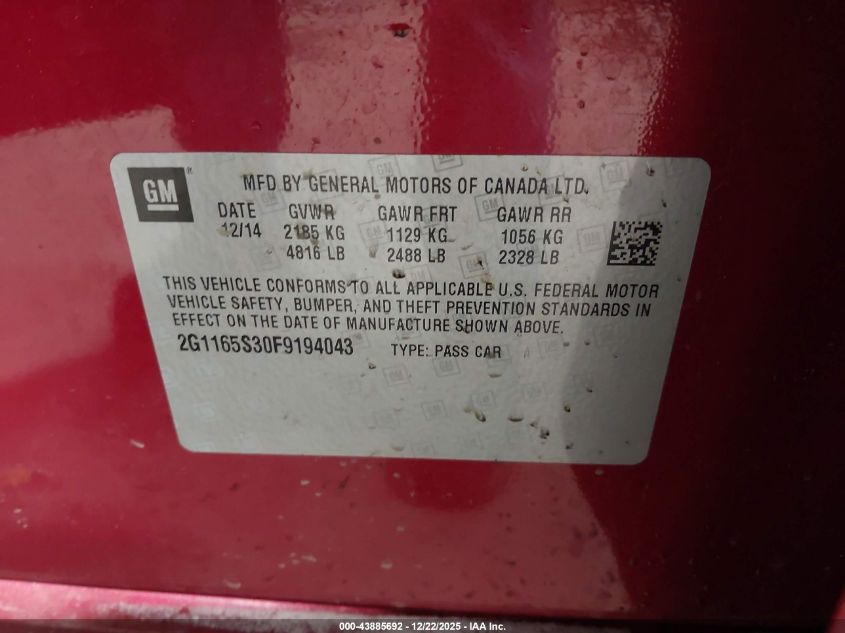 GM ® MFD BY GENERAL MOTORS OF CANADA LTD.
DATE GVWR GAWR FRT GAWR RR
12/14 2185 KG 1129 KG 1056 KG
4816 LB 2488 LB 2328 LB
THIS VEHICLE CONFORMS TO ALL APPLICABLE U.S. FEDERAL MOTOR
VEHICLE SAFETY, BUMPER, AND THEFT PREVENTION STANDARDS IN
EFFECT ON THE DATE OF MANUFACTURE SHOWN ABOVE.
2G1165S30F9194043 TYPE: PASS CAR
000-43885692 - 12/22/2025 - IAA Inc.